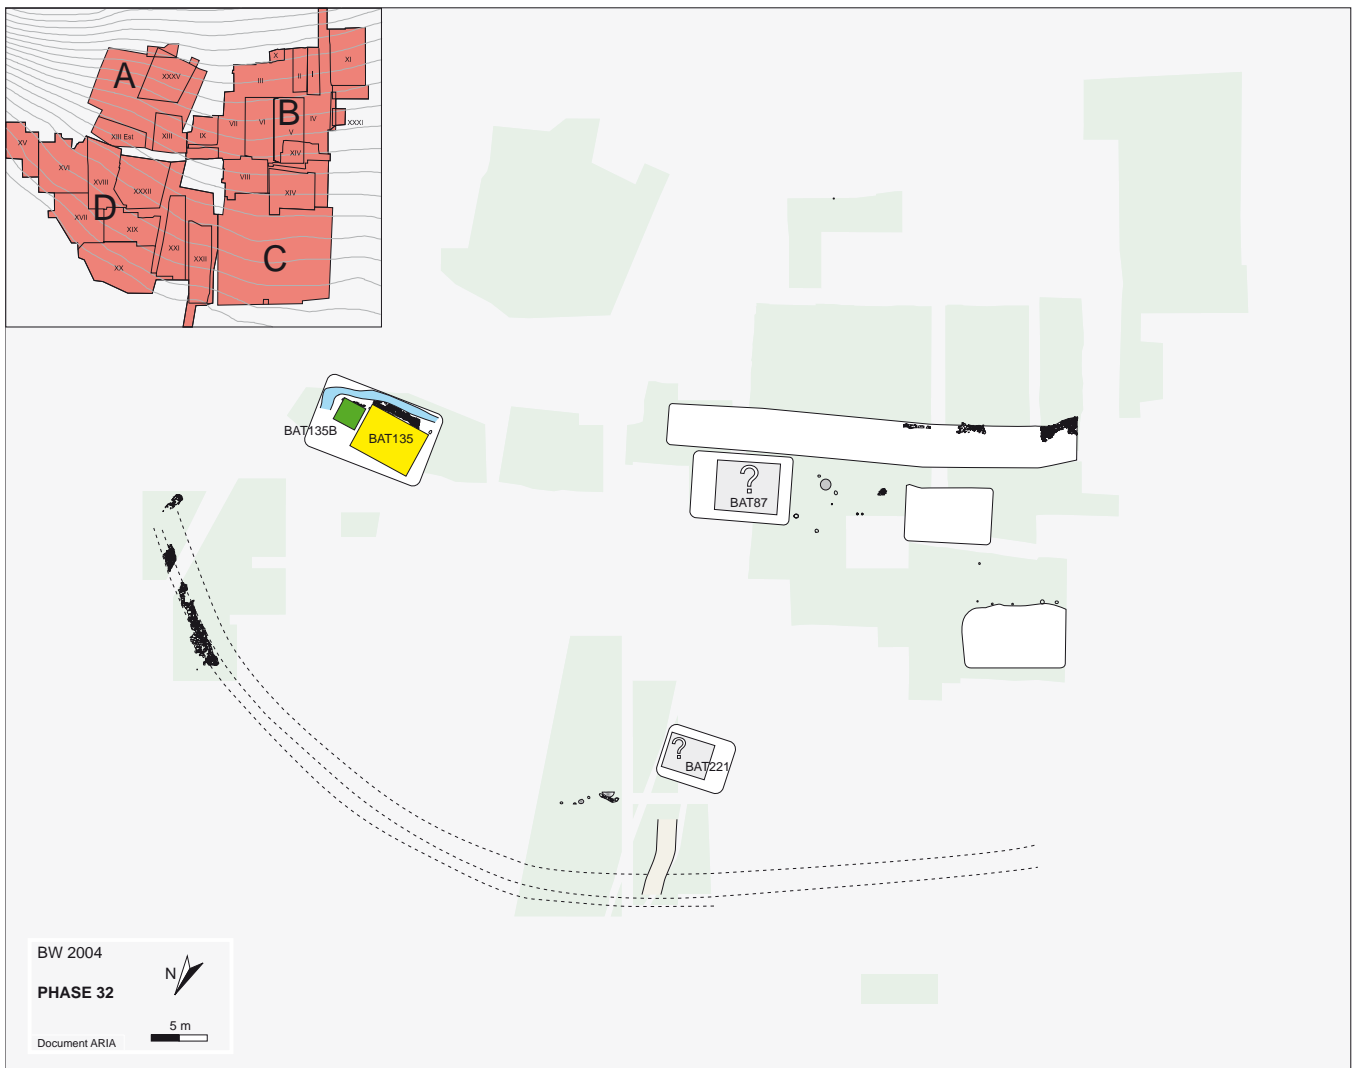 A
XXXV
X
III
II
I
XI
B
VII
VI
V
IV
XXXI
XIII Est
XIII
IX
XIV
XV
XVI
XVIII
XXXII
VIII
XIV
D
XVII
XIX
XXI
XXII
C
XX
BAT135B
BAT135
?
BAT87
?
BAT221
BW 2004
N
PHASE 32
5 m
Document ARIA